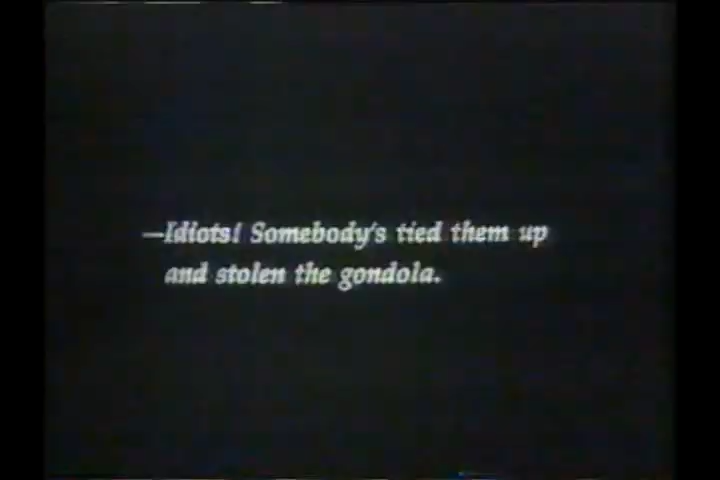 —Idiots! Somebody's tied them up
and stolen the gondola.